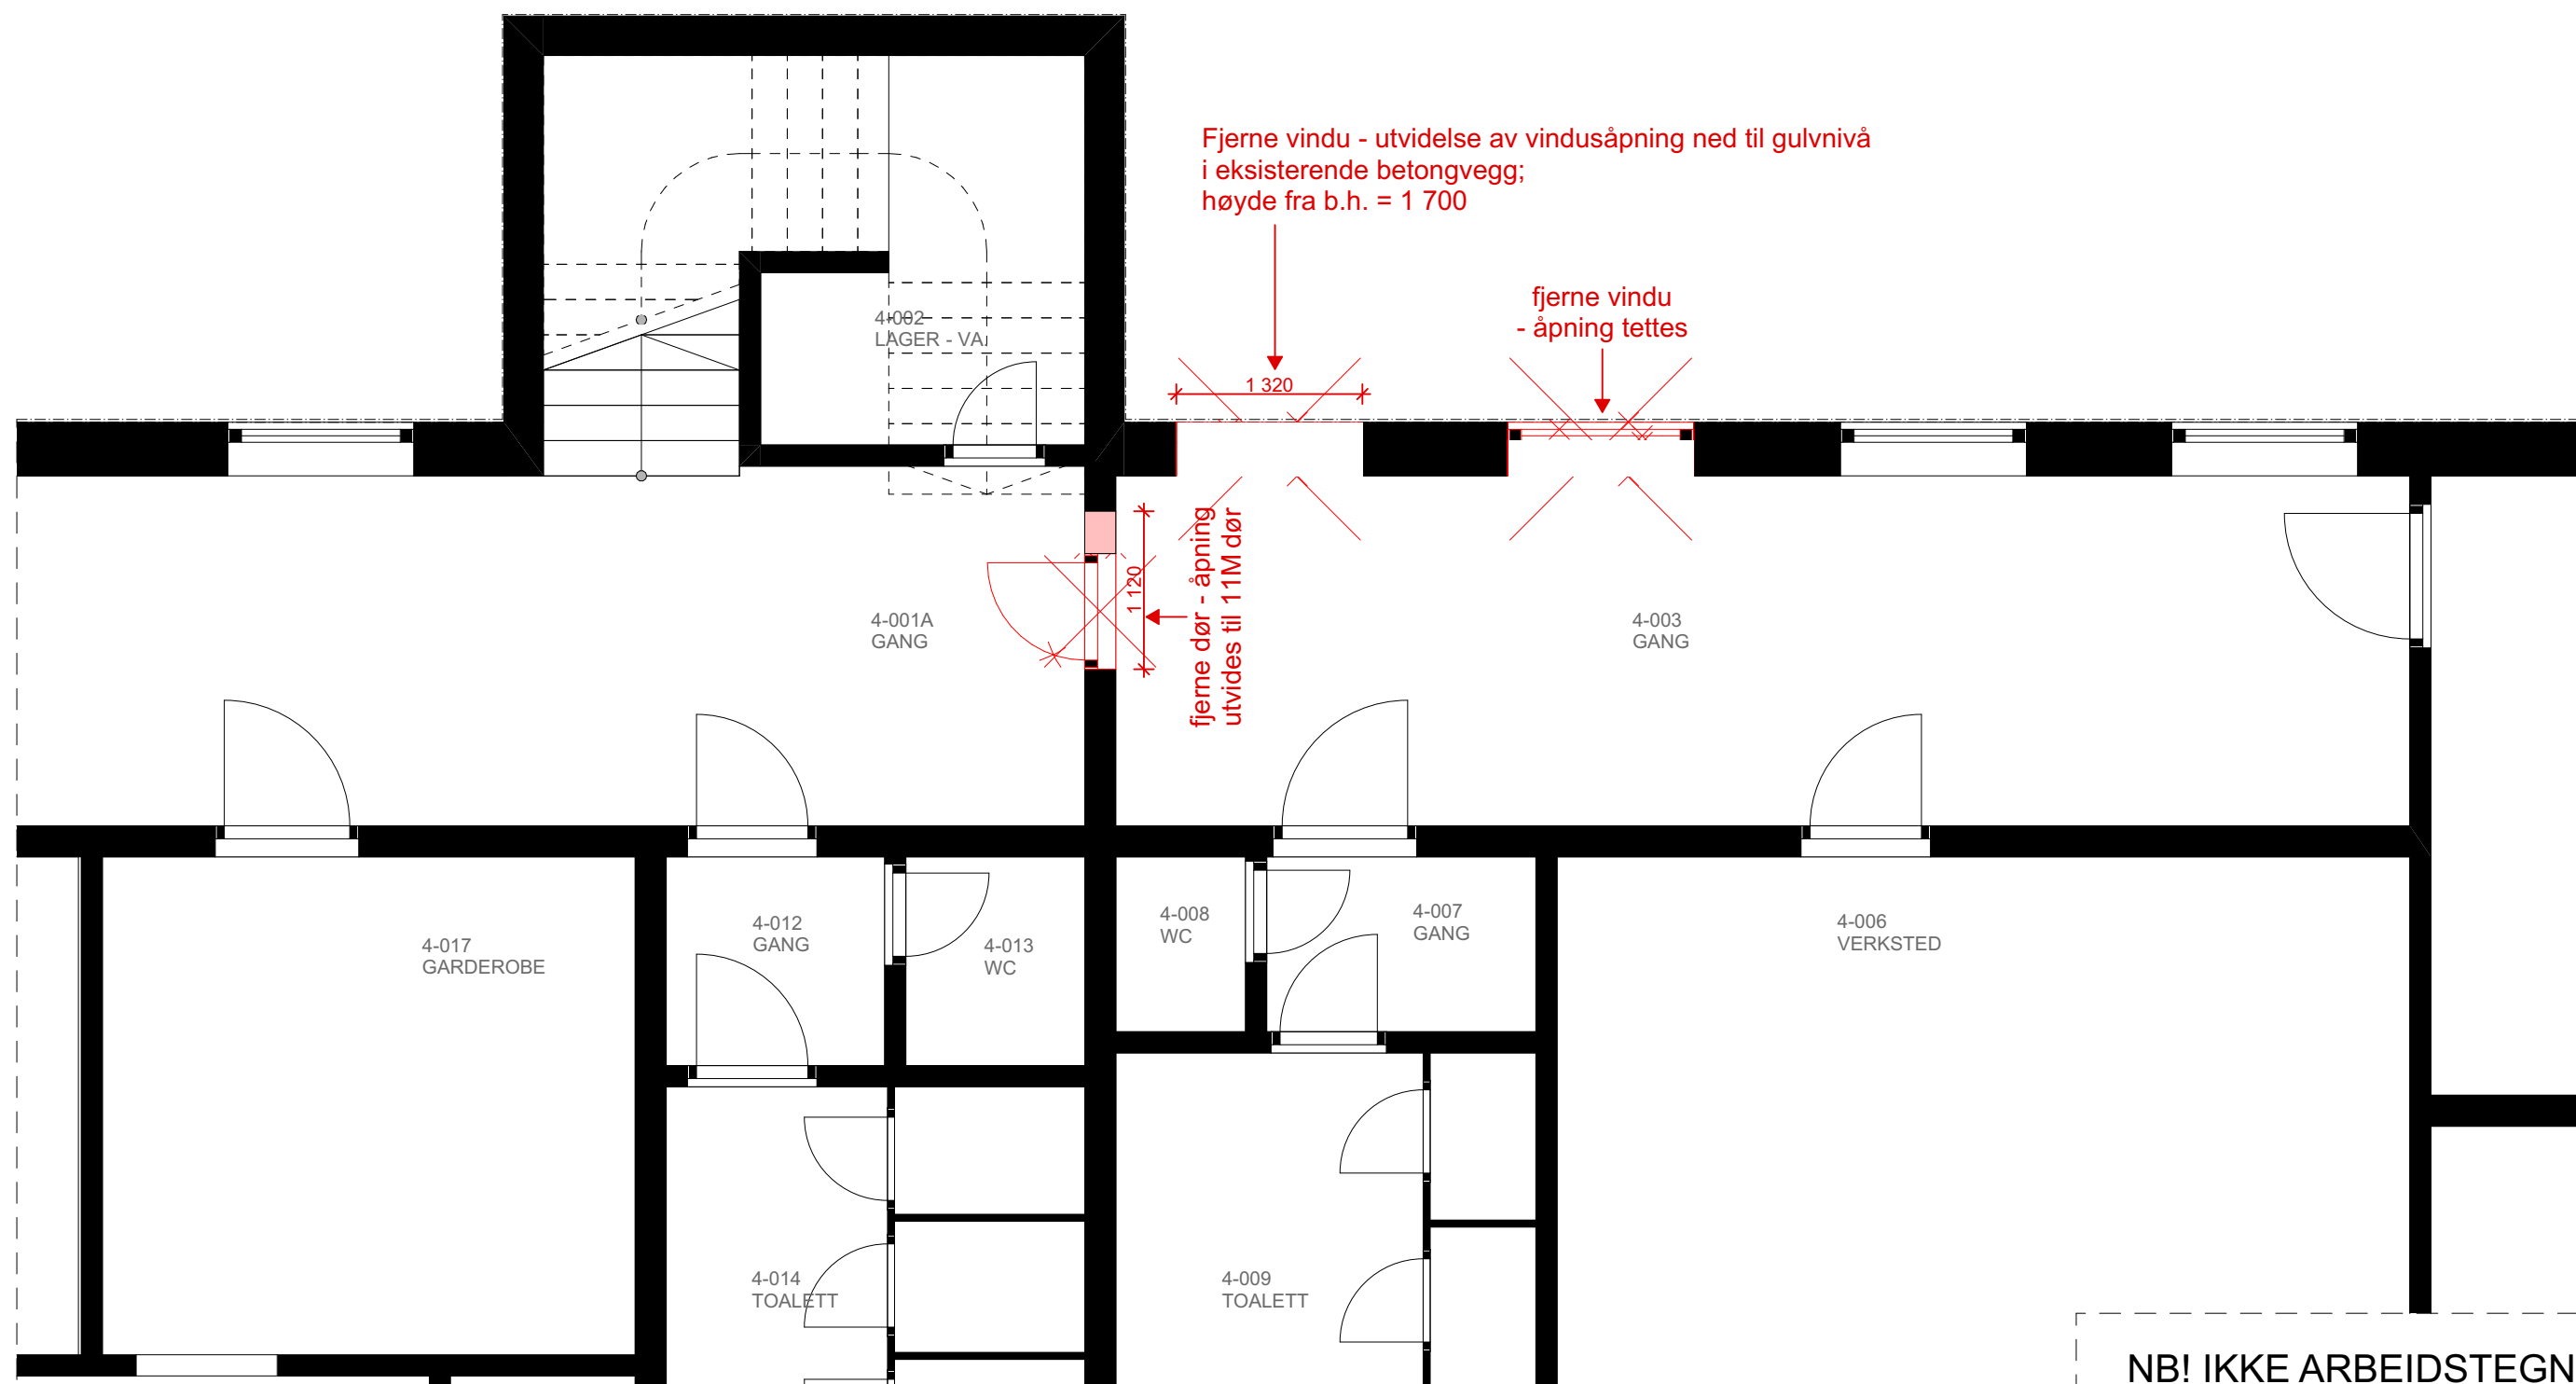 Fjerne vindu - utvidelse av vindusåpning ned til gulvnivå
i eksisterende betongvegg;
høyde fra b.h. = 1 700
fjerne vindu
- åpning tettes
4-002
LAGER - VA
1 320
fjerne dør - åpning
utvides til 11M dør
1 120
4-001A
GANG
4-003
GANG
4-017
GARDEROBE
4-012
GANG
4-013
WC
4-008
WC
4-007
GANG
4-006
VERKSTED
4-014
TOALETT
4-009
TOALETT
NB! IKKE ARBEIDSTEGN